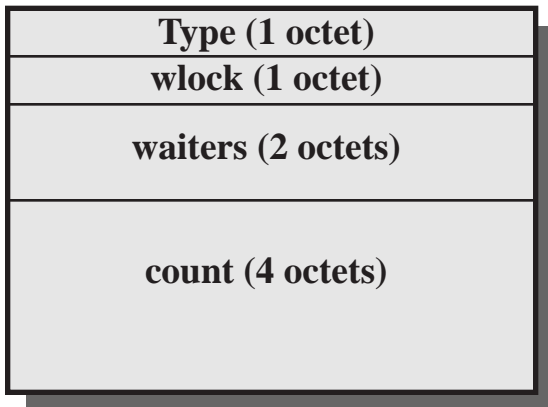 Type (1 octet)
wlock (1 octet)
waiters (2 octets)
count (4 octets)